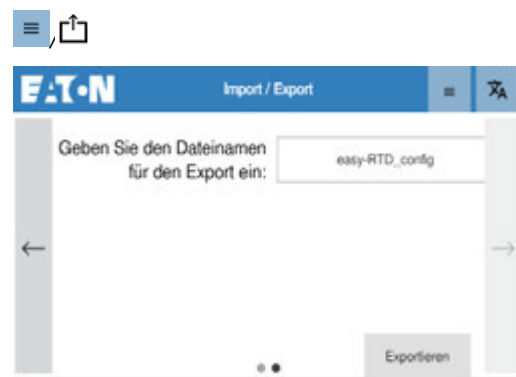 ,
EATON Import / Export
Geben Sie den Dateinamen
für den Export ein:
easy-RTD_config
Exportieren